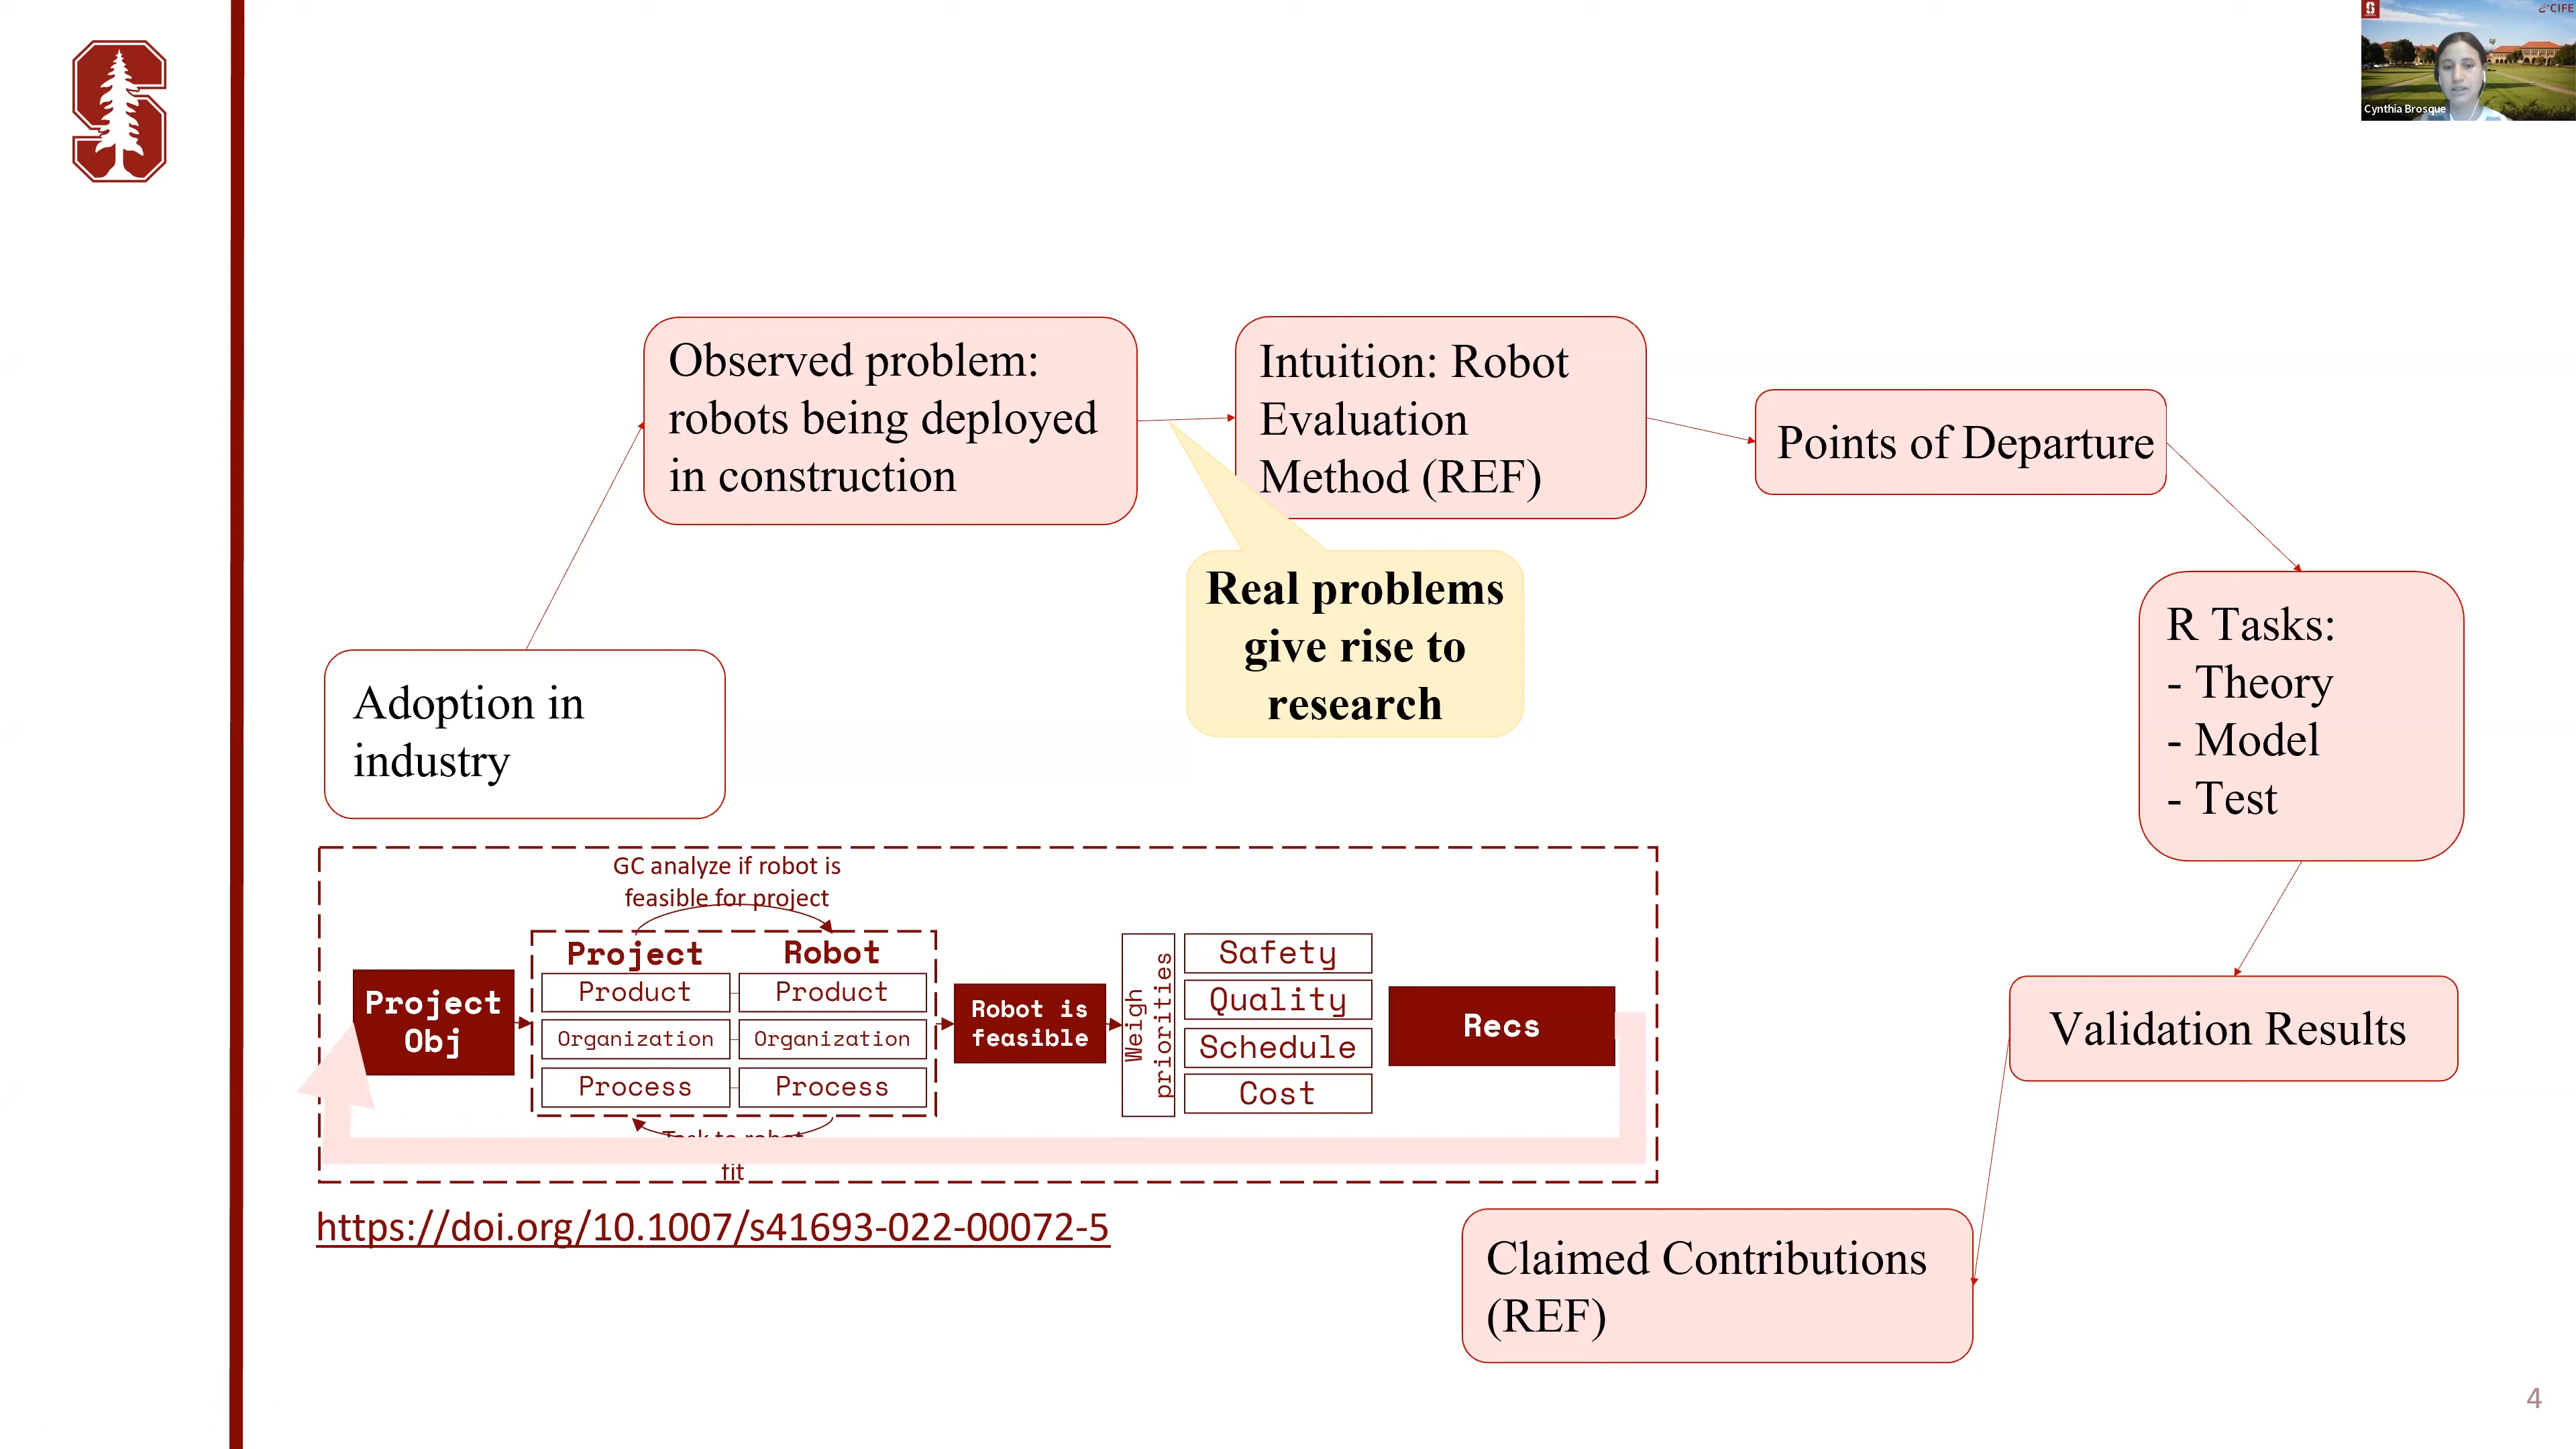 CIFE
Cynthia Brosque
Observed problem:
robots being deployed
in construction
Intuition: Robot
Evaluation
Method (REF)
Points of Departure
Real problems
give rise to
research
R Tasks:
- Theory
- Model
- Test
Adoption in
industry
Validation Results
Claimed Contributions
(REF)
GC analyze if robot is
feasible for project
Project
Obj
Project
Robot
Product
Product
Organization
Organization
Process
Process
Task to robot
fit
Robot is
feasible
Weigh
priorities
Safety
Quality
Schedule
Cost
Recs
https://doi.org/10.1007/s41693-022-00072-5
4